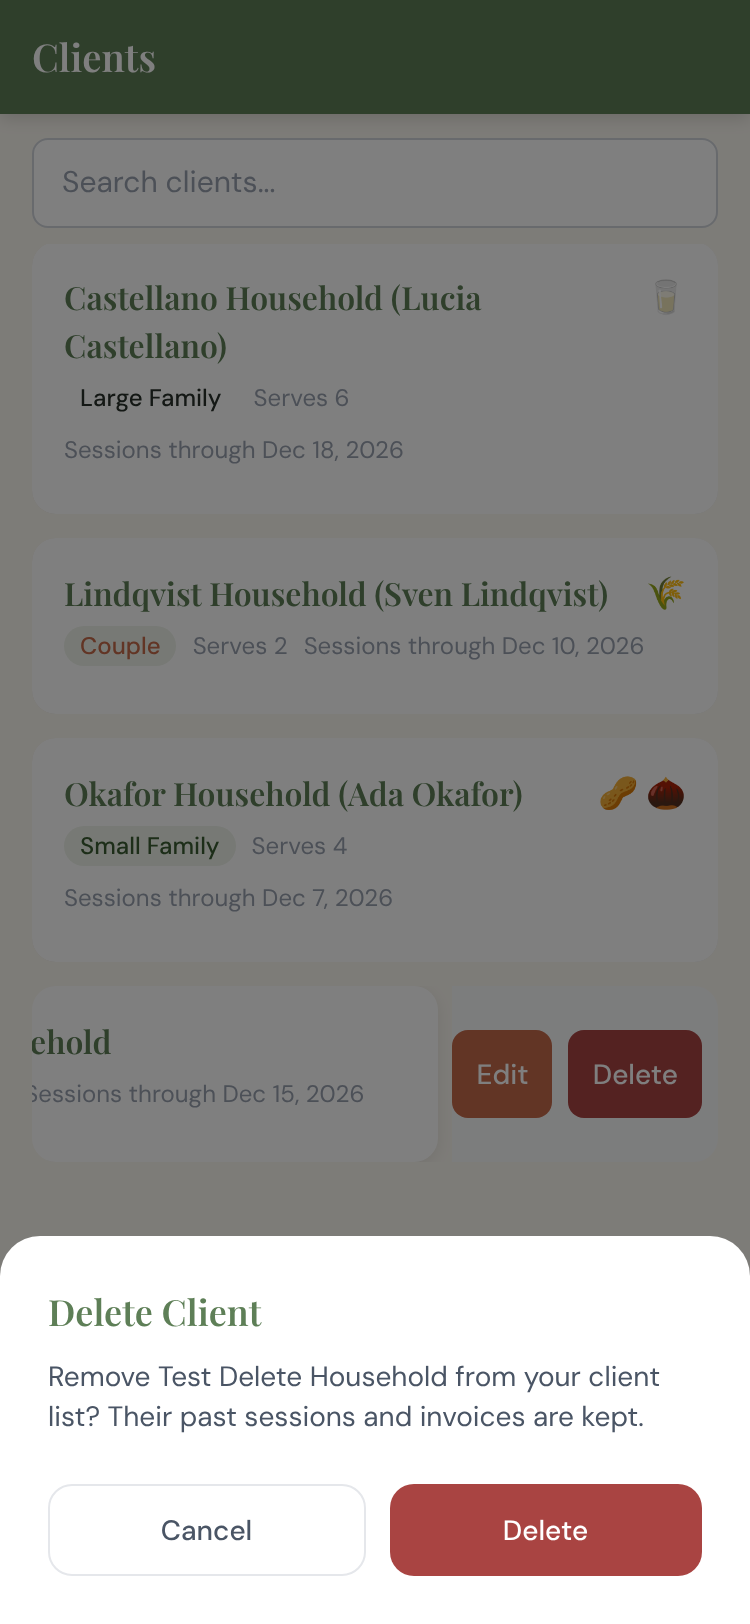 Clients
Search clients...
Castellano Household (Lucia
Castellano)
Large Family Serves 6
Sessions through Dec 18, 2026
Lindqvist Household (Sven Lindqvist)
Couple Serves 2 Sessions through Dec 10, 2026
Okafor Household (Ada Okafor)
Small Family Serves 4
Sessions through Dec 7, 2026
ehold
Sessions through Dec 15, 2026
Edit Delete
Delete Client
Remove Test Delete Household from your client
list? Their past sessions and invoices are kept.
Cancel Delete